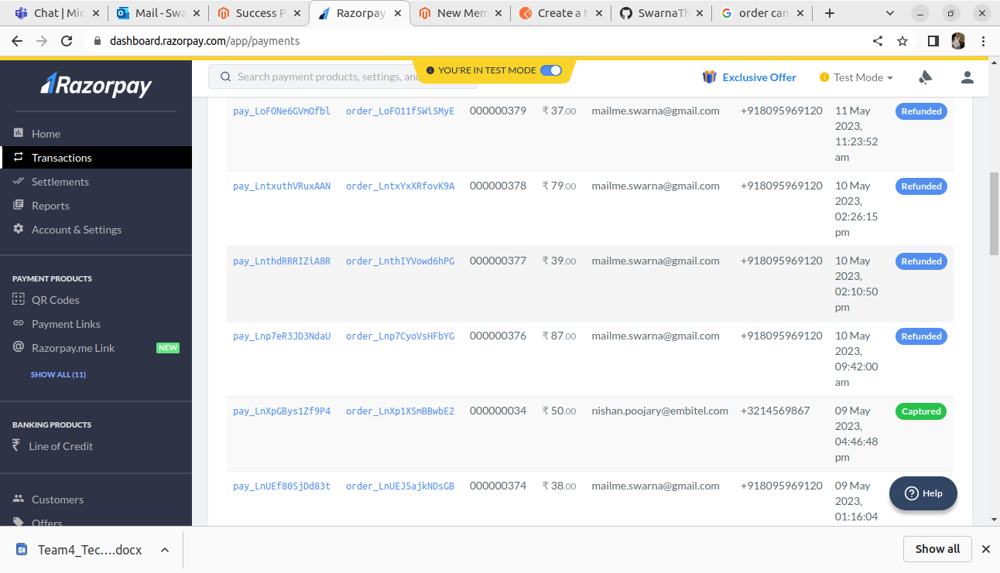 Chat | Mic
Mail - Swa
Success P
Razorpay
New Mem
Create a N
SwarnaTh
order can
dashboard.razorpay.com/app/payments
Razorpay
Search payment products, settings, an
YOU'RE IN TEST MODE
Exclusive Offer
Test Mode
Home
Transactions
Settlements
Reports
Account & Settings
PAYMENT PRODUCTS
QR Codes
Payment Links
@ Razorpay.me Link NEW
SHOW ALL (11)
BANKING PRODUCTS
₹ Line of Credit
Customers
Offers
pay_LoFONe6GVmOfbl order_LoFO11f5Wi5MyE 000000379 ₹ 37.00 mailme.swarna@gmail.com +918095969120 11 May Refunded
2023,
11:23:52
am
pay_LntxuthVRuxAAN order_LntxYxXRfovK9A 000000378 ₹ 79.00 mailme.swarna@gmail.com +918095969120 10 May Refunded
2023,
02:26:15
pm
pay_LnthdRRRIZiA8R order_LnthIYVowd6hPG 000000377 ₹ 39.00 mailme.swarna@gmail.com +918095969120 10 May Refunded
2023,
02:10:50
pm
pay_Lnp7eR3JD3NdaU order_Lnp7CyoVsHFbYG 000000376 ₹ 87.00 mailme.swarna@gmail.com +918095969120 10 May Refunded
2023,
09:42:00
am
pay_LnXpGBys1Zf9P4 order_LnXp1XSmBBwbE2 000000034 ₹ 50.00 nishan.poojary@embitel.com +3214569867 09 May Captured
2023,
04:46:48
pm
pay_LnUEf80SjDd83t order_LnUEJ5ajkNDsGB 000000374 ₹ 38.00 mailme.swarna@gmail.com +918095969120 09 May
2023,
01:16:04
Help
Team4_Tec....docx
Show all